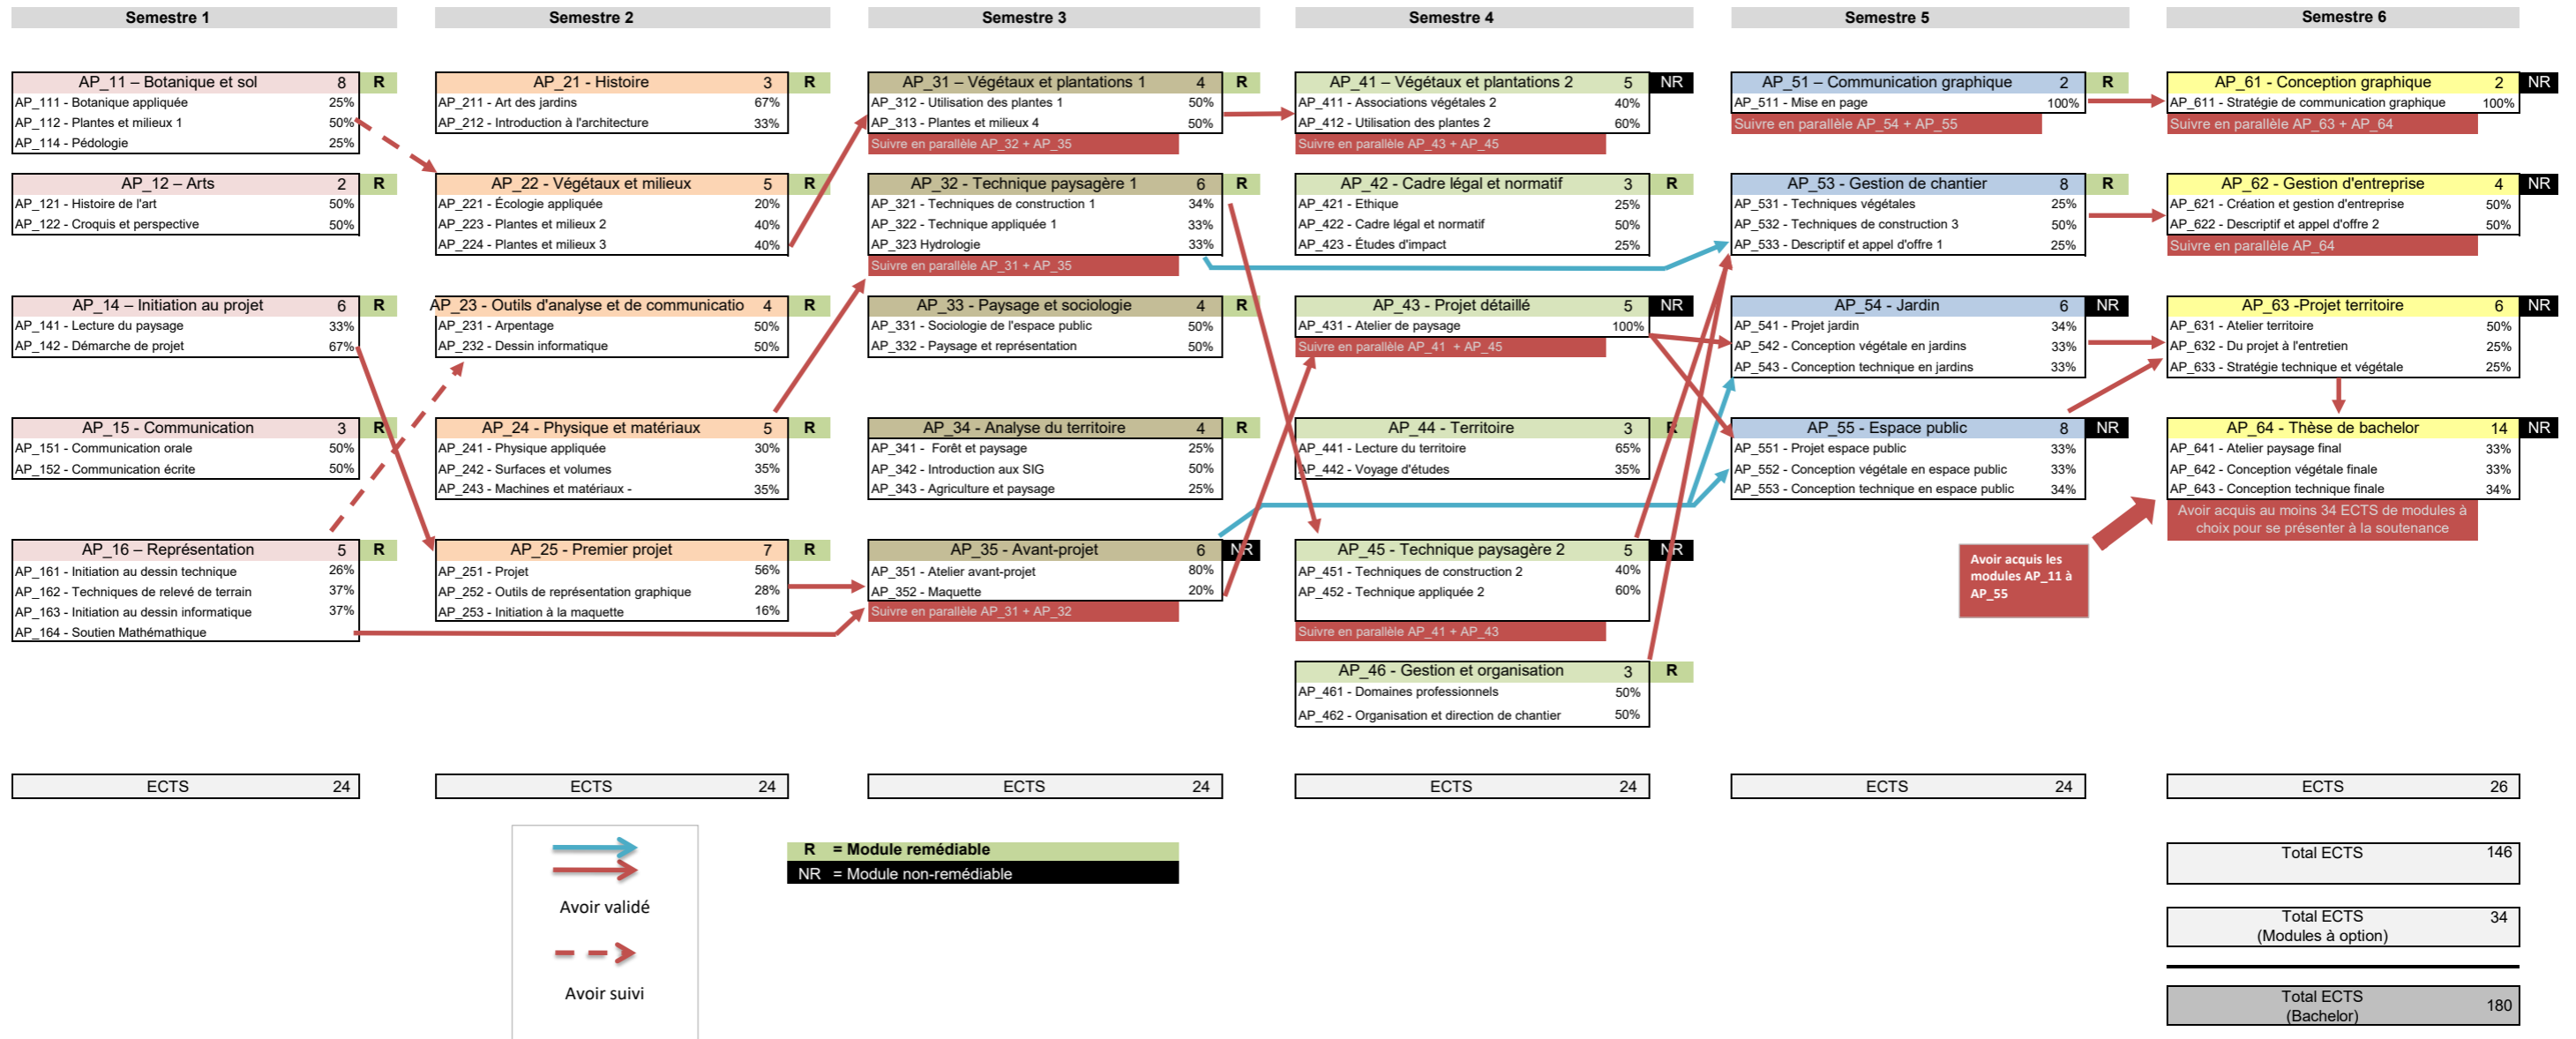 Semestre 1
Semestre 2
Semestre 3
Semestre 4
Semestre 5
Semestre 6
AP_11 – Botanique et sol 8 R
AP_111 - Botanique appliquée 25%
AP_112 - Plantes et milieux 1 50%
AP_114 - Pédologie 25%
AP_12 – Arts 2 R
AP_121 - Histoire de l'art 50%
AP_122 - Croquis et perspective 50%
AP_14 – Initiation au projet 6 R
AP_141 - Lecture du paysage 33%
AP_142 - Démarche de projet 67%
AP_15 - Communication 3 R
AP_151 - Communication orale 50%
AP_152 - Communication écrite 50%
AP_16 – Représentation 5 R
AP_161 - Initiation au dessin technique 26%
AP_162 - Techniques de relevé de terrain 37%
AP_163 - Initiation au dessin informatique 37%
AP_164 - Soutien Mathémathique
ECTS 24
AP_21 - Histoire 3 R
AP_211 - Art des jardins 67%
AP_212 - Introduction à l'architecture 33%
AP_22 - Végétaux et milieux 5 R
AP_221 - Écologie appliquée 20%
AP_223 - Plantes et milieux 2 40%
AP_224 - Plantes et milieux 3 40%
AP_23 - Outils d'analyse et de communicatio 4 R
AP_231 - Arpentage 50%
AP_232 - Dessin informatique 50%
AP_24 - Physique et matériaux 5 R
AP_241 - Physique appliquée 30%
AP_242 - Surfaces et volumes 35%
AP_243 - Machines et matériaux - 35%
AP_25 - Premier projet 7 R
AP_251 - Projet 56%
AP_252 - Outils de représentation graphique 28%
AP_253 - Initiation à la maquette 16%
ECTS 24
AP_31 – Végétaux et plantations 1 4 R
AP_312 - Utilisation des plantes 1 50%
AP_313 - Plantes et milieux 4 50%
Suivre en parallèle AP_32 + AP_35
AP_32 - Technique paysagère 1 6 R
AP_321 - Techniques de construction 1 34%
AP_322 - Technique appliquée 1 33%
AP_323 Hydrologie 33%
Suivre en parallèle AP_31 + AP_35
AP_33 - Paysage et sociologie 4 R
AP_331 - Sociologie de l'espace public 50%
AP_332 - Paysage et représentation 50%
AP_34 - Analyse du territoire 4 R
AP_341 - Forêt et paysage 25%
AP_342 - Introduction aux SIG 50%
AP_343 - Agriculture et paysage 25%
AP_35 - Avant-projet 6 NR
AP_351 - Atelier avant-projet 80%
AP_352 - Maquette 20%
Suivre en parallèle AP_31 + AP_32
ECTS 24
AP_41 – Végétaux et plantations 2 5 NR
AP_411 - Associations végétales 2 40%
AP_412 - Utilisation des plantes 2 60%
Suivre en parallèle AP_43 + AP_45
AP_42 - Cadre légal et normatif 3 R
AP_421 - Ethique 25%
AP_422 - Cadre légal et normatif 50%
AP_423 - Études d'impact 25%
AP_43 - Projet détaillé 5 NR
AP_431 - Atelier de paysage 100%
Suivre en parallèle AP_41 + AP_45
AP_44 - Territoire 3 R
AP_441 - Lecture du territoire 65%
AP_442 - Voyage d'études 35%
AP_45 - Technique paysagère 2 5 NR
AP_451 - Techniques de construction 2 40%
AP_452 - Technique appliquée 2 60%
Suivre en parallèle AP_41 + AP_43
AP_46 - Gestion et organisation 3 R
AP_461 - Domaines professionnels 50%
AP_462 - Organisation et direction de chantier 50%
ECTS 24
AP_51 – Communication graphique 2 R
AP_511 - Mise en page 100%
Suivre en parallèle AP_54 + AP_55
AP_53 - Gestion de chantier 8 R
AP_531 - Techniques végétales 25%
AP_532 - Techniques de construction 3 50%
AP_533 - Descriptif et appel d'offre 1 25%
AP_54 - Jardin 6 NR
AP_541 - Projet jardin 34%
AP_542 - Conception végétale en jardins 33%
AP_543 - Conception technique en jardins 33%
AP_55 - Espace public 8 NR
AP_551 - Projet espace public 33%
AP_552 - Conception végétale en espace public 33%
AP_553 - Conception technique en espace public 34%
Avoir acquis les
modules AP_11 à
AP_55
ECTS 24
AP_61 - Conception graphique 2 NR
AP_611 - Stratégie de communication graphique 100%
Suivre en parallèle AP_63 + AP_64
AP_62 - Gestion d'entreprise 4 NR
AP_621 - Création et gestion d'entreprise 50%
AP_622 - Descriptif et appel d'offre 2 50%
Suivre en parallèle AP_64
AP_63 -Projet territoire 6 NR
AP_631 - Atelier territoire 50%
AP_632 - Du projet à l'entretien 25%
AP_633 - Stratégie technique et végétale 25%
AP_64 - Thèse de bachelor 14 NR
AP_641 - Atelier paysage final 33%
AP_642 - Conception végétale finale 33%
AP_643 - Conception technique finale 34%
Avoir acquis au moins 34 ECTS de modules à
choix pour se présenter à la soutenance
ECTS 26
Avoir validé
Avoir suivi
R = Module remédiable
NR = Module non-remédiable
Total ECTS 146
Total ECTS 34
(Modules à option)
Total ECTS 180
(Bachelor)